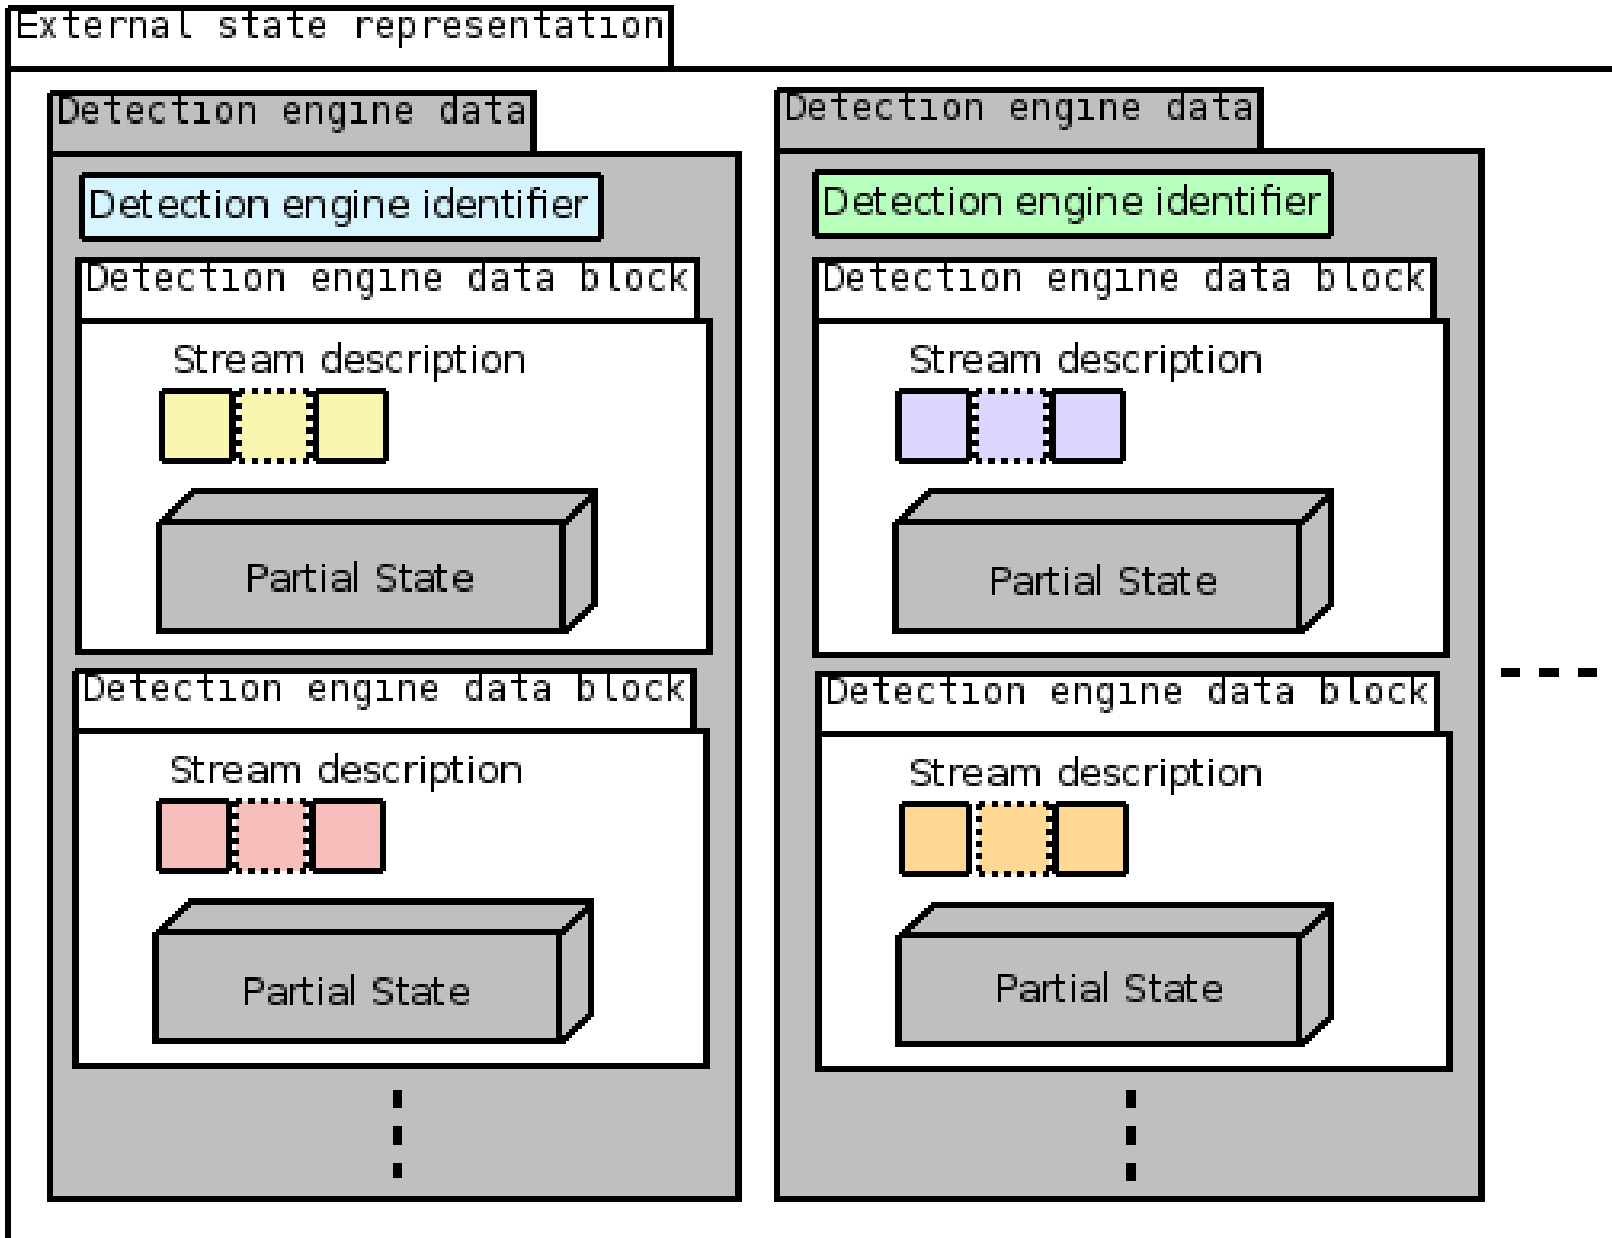 External state representation
Detection engine data
Detection engine identifier
Detection engine data block
Stream description
Partial State
Detection engine data block
Stream description
Partial State
Detection engine data
Detection engine identifier
Detection engine data block
Stream description
Partial State
Detection engine data block
Stream description
Partial State